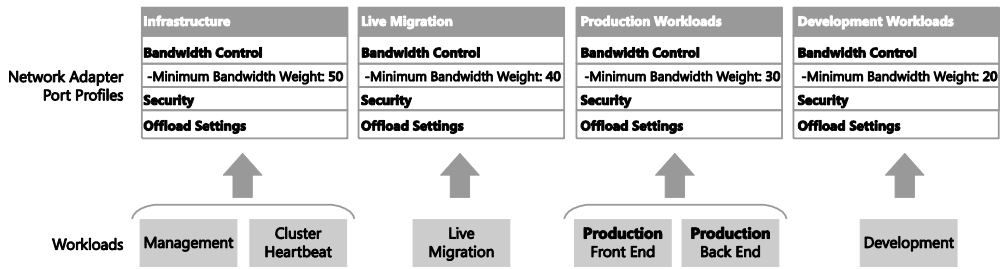 Infrastructure
Live Migration
Production Workloads
Development Workloads
Network Adapter
Port Profiles
Bandwidth Control
Bandwidth Control
Bandwidth Control
Bandwidth Control
-Minimum Bandwidth Weight: 50
-Minimum Bandwidth Weight: 40
-Minimum Bandwidth Weight: 30
-Minimum Bandwidth Weight: 20
Security
Security
Security
Security
Offload Settings
Offload Settings
Offload Settings
Offload Settings
Workloads
Management
Cluster
Heartbeat
Live
Migration
Production
Front End
Production
Back End
Development